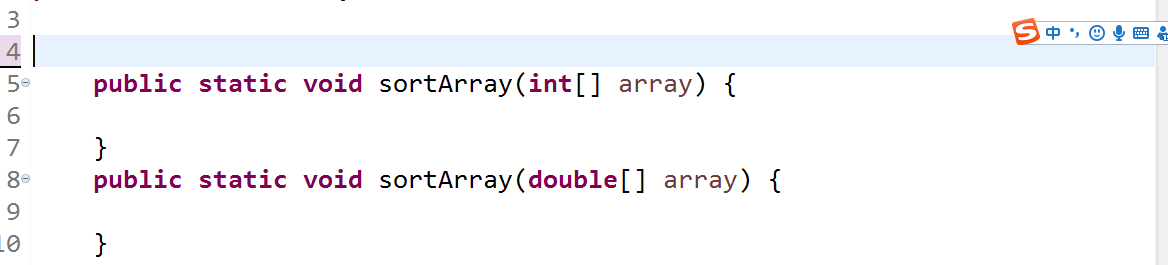 3
4
5 public static void sortArray(int[] array) {
6
7 }
8 public static void sortArray(double[] array) {
9
10 }
S中